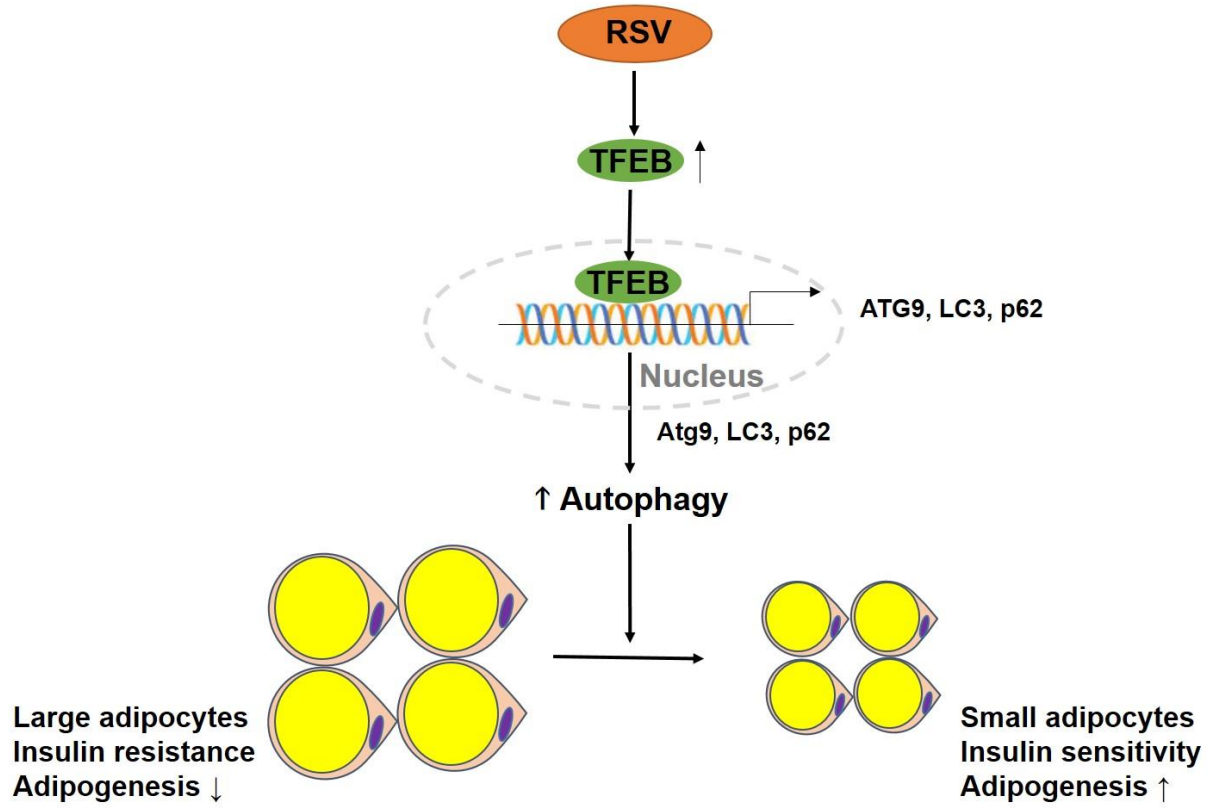 RSV
TFEB ↑
TFEB
ATG9, LC3, p62
Nucleus
Atg9, LC3, p62
↑ Autophagy
Large adipocytes
Insulin resistance
Adipogenesis ↓
Small adipocytes
Insulin sensitivity
Adipogenesis ↑